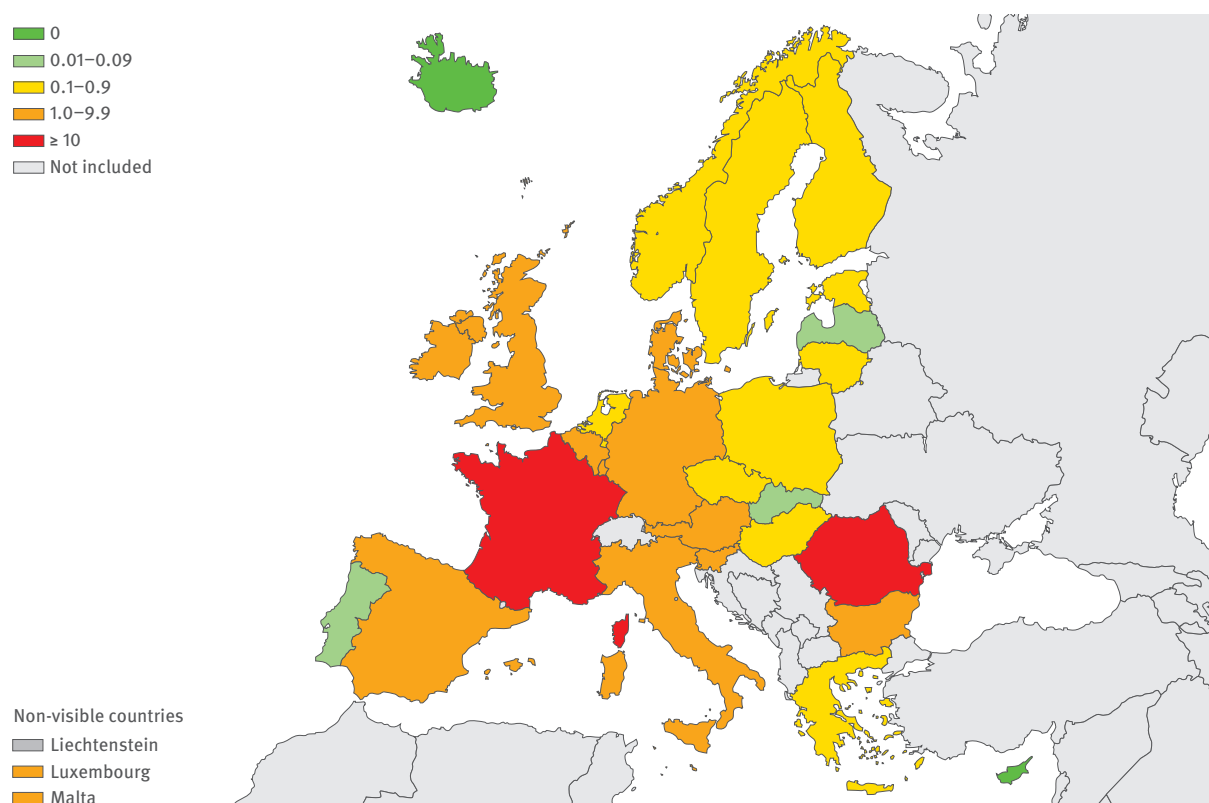 0
0.01–0.09
0.1–0.9
1.0–9.9
≥ 10
Not included
Non-visible countries
Liechtenstein
Luxembourg
Malta